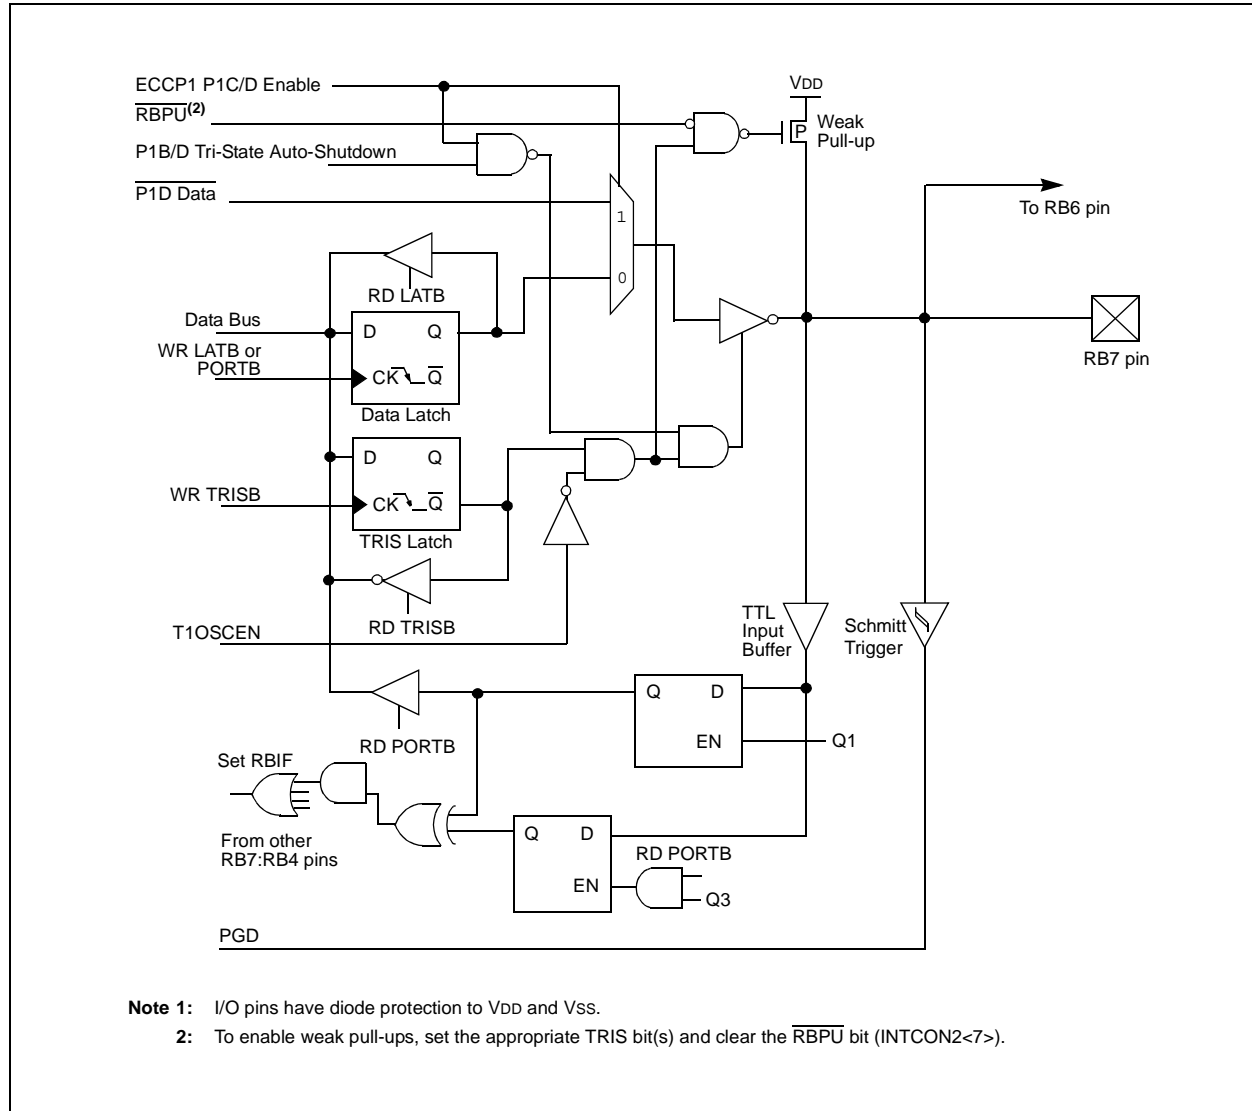 ECCP1 P1C/D Enable
RBPU(2)
P1B/D Tri-State Auto-Shutdown
P1D Data
VDD
P
Weak
Pull-up
1
0
To RB6 pin
RD LATB
Data Bus
WR LATB or
PORTB
D Q
CK Q
Data Latch
RB7 pin
D Q
WR TRISB
CK Q
TRIS Latch
RD TRISB
T1OSCEN
TTL
Input
Buffer
Schmitt
Trigger
Q D
EN
Q1
RD PORTB
Set RBIF
From other
RB7:RB4 pins
Q D
EN
RD PORTB
Q3
PGD
Note 1: I/O pins have diode protection to VDD and VSS.
2: To enable weak pull-ups, set the appropriate TRIS bit(s) and clear the RBPU bit (INTCON2<7>).